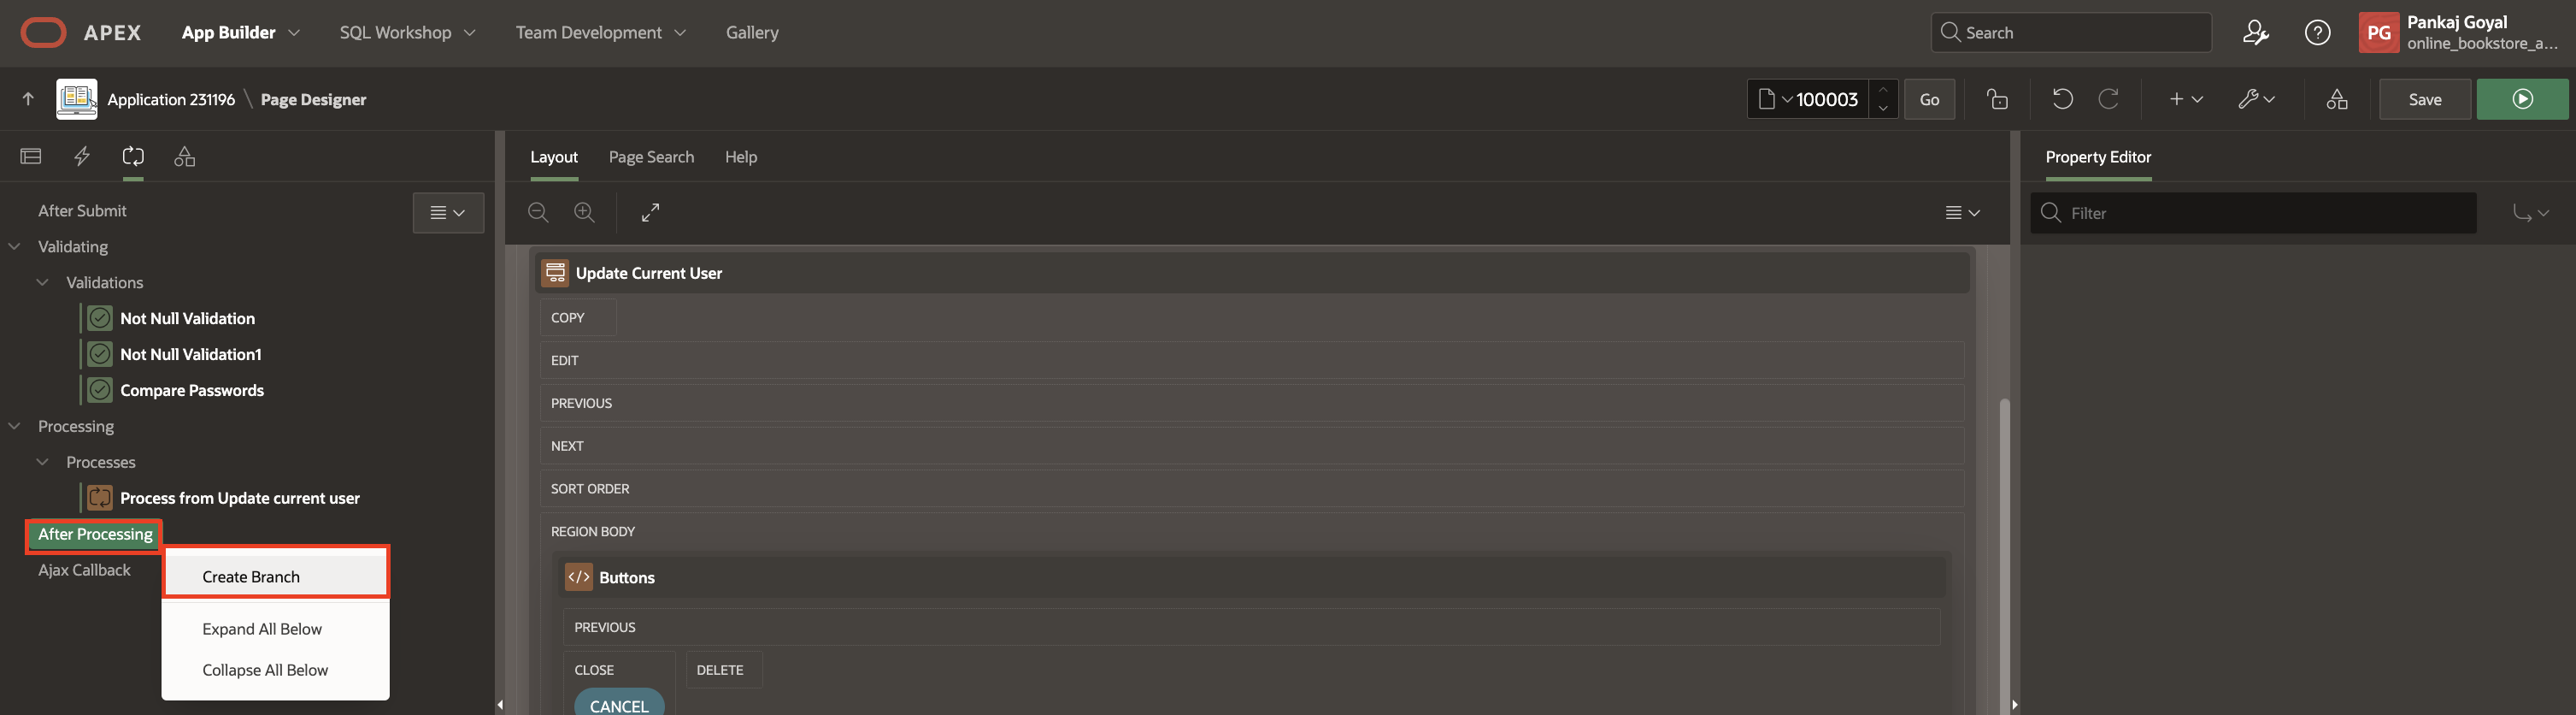 APEX App Builder SQL Workshop Team Development Gallery Search PG Pankaj Goyal
online_bookstore_a...
Application 231196 \ Page Designer 100003 Go Save
Layout Page Search Help Property Editor
After Submit
Filter
Validating
Validations
Not Null Validation
Not Null Validation1
Compare Passwords
Processing
Processes
Process from Update current user
After Processing
Ajax Callback
Create Branch
Expand All Below
Collapse All Below
Update Current User
COPY
EDIT
PREVIOUS
NEXT
SORT ORDER
REGION BODY
</> Buttons
PREVIOUS
CLOSE DELETE
CANCEL